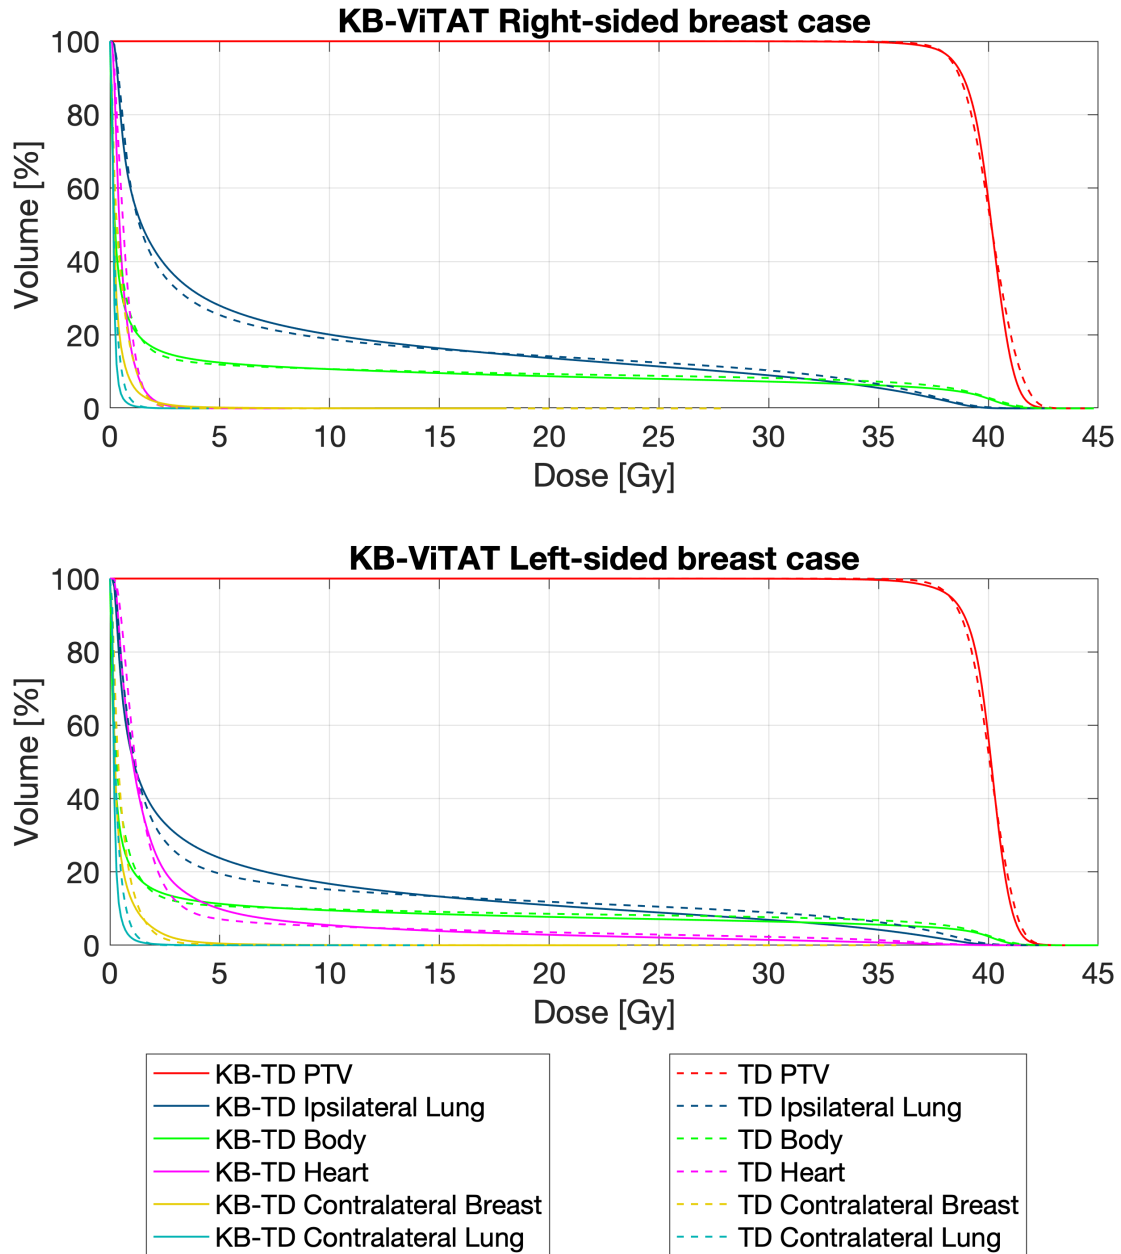 KB-ViTAT Right-sided breast case
100
80
60
40
20
0
Volume [%]
0 5 10 15 20 25 30 35 40 45
Dose [Gy]
KB-ViTAT Left-sided breast case
100
80
60
40
20
0
Volume [%]
0 5 10 15 20 25 30 35 40 45
Dose [Gy]
KB-TD PTV
KB-TD Ipsilateral Lung
KB-TD Body
KB-TD Heart
KB-TD Contralateral Breast
KB-TD Contralateral Lung
TD PTV
TD Ipsilateral Lung
TD Body
TD Heart
TD Contralateral Breast
TD Contralateral Lung